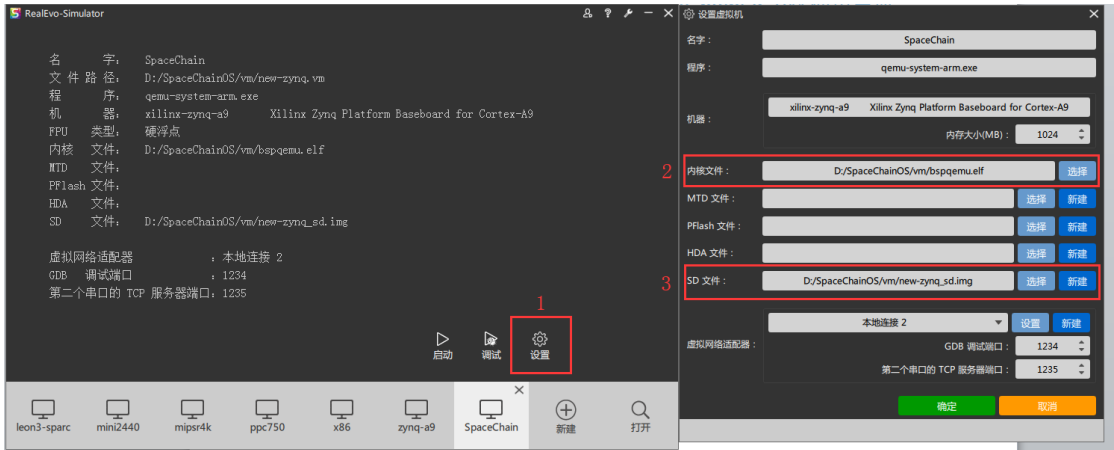 RealEvo-Simulator
名 字: SpaceChain
文 件 路 径: D:/SpaceChainOS/vm/new-zynq.vm
程 序: qemu-system-arm.exe
机 器: xilinx-zynq-a9 Xilinx Zynq Platform Baseboard for Cortex-A9
FPU 类型: 硬浮点
内核 文件: D:/SpaceChainOS/vm/bspqemu.elf
MTD 文件:
PFlash 文件:
HDA 文件:
SD 文件: D:/SpaceChainOS/vm/new-zynq_sd.img
虚拟网络适配器 : 本地连接 2
GDB 调试端口 : 1234
第二个串口的 TCP 服务器端口: 1235
1
启动 调试 设置
leon3-sparc mini2440 mipsr4k ppc750 x86 zynq-a9 SpaceChain 新建 打开
设置虚拟机
名字: SpaceChain
程序: qemu-system-arm.exe
机器: xilinx-zynq-a9 Xilinx Zynq Platform Baseboard for Cortex-A9
内存大小(MB): 1024
2 内核文件: D:/SpaceChainOS/vm/bspqemu.elf 选择
MTD 文件: 选择 新建
PFlash 文件: 选择 新建
HDA 文件: 选择 新建
3 SD 文件: D:/SpaceChainOS/vm/new-zynq_sd.img 选择 新建
虚拟网络适配器: 本地连接 2 设置 新建
GDB 调试端口: 1234
第二个串口的 TCP 服务器端口: 1235
确定 取消